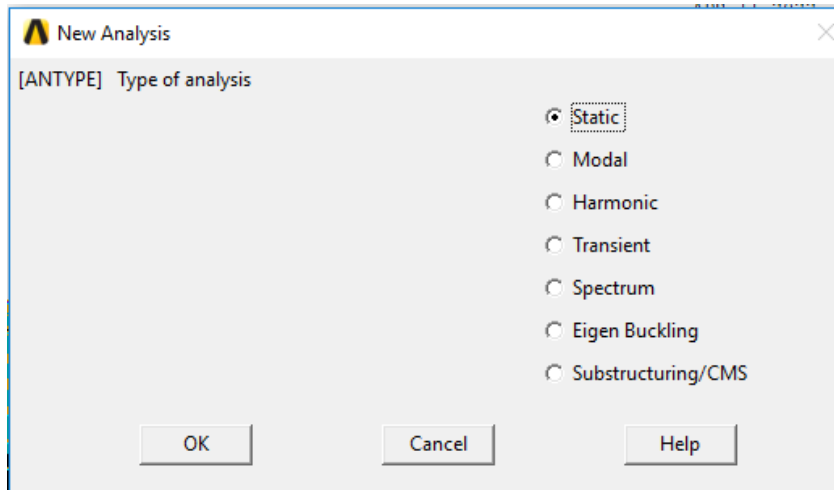 New Analysis
[ANTYPE] Type of analysis
Static
Modal
Harmonic
Transient
Spectrum
Eigen Buckling
Substructuring/CMS
OK Cancel Help